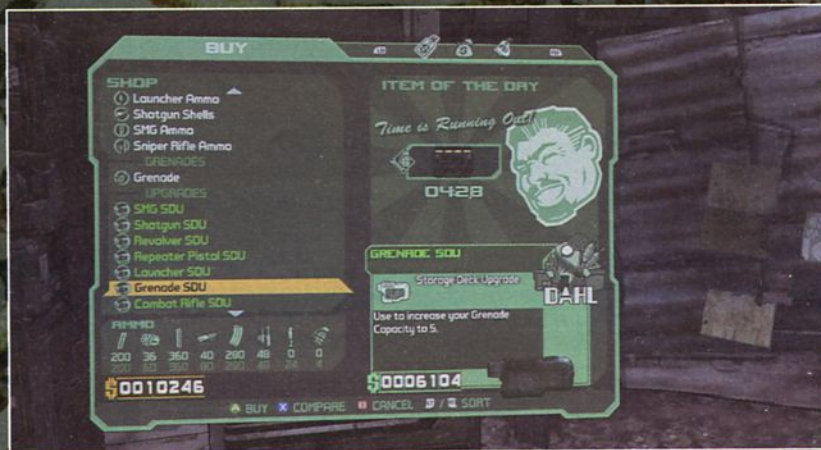 BUY
SHOP
Launcher Ammo
Shotgun Shells
SMG Ammo
Sniper Rifle Ammo
GRENADES
Grenade
UPGRADES
SMG SDU
Shotgun SDU
Revolver SDU
Repeater Pistol SDU
Launcher SDU
Grenade SDU
Combat Rifle SDU
AMMO
200 36 360 40 280 48 0 0
$0010246
ITEM OF THE DAY
Time is Running Out!
0428
GRENADE SDU
Storage Deck Upgrade
DAHL
Use to increase your Grenade
Capacity to 5.
$0006104
BUY X COMPARE CANCEL / SORT